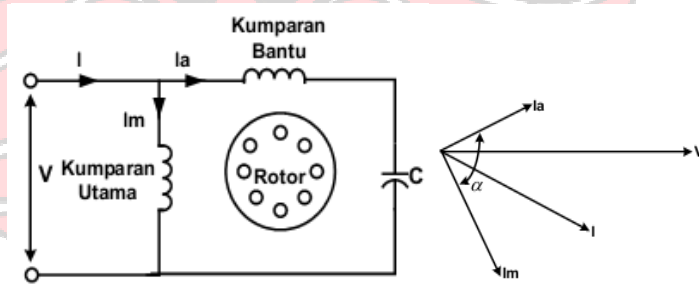 Kumparan
Bantu
I
Ia
Im
V
Kumparan
Utama
Rotor
C
Ia
V
α
I
Im